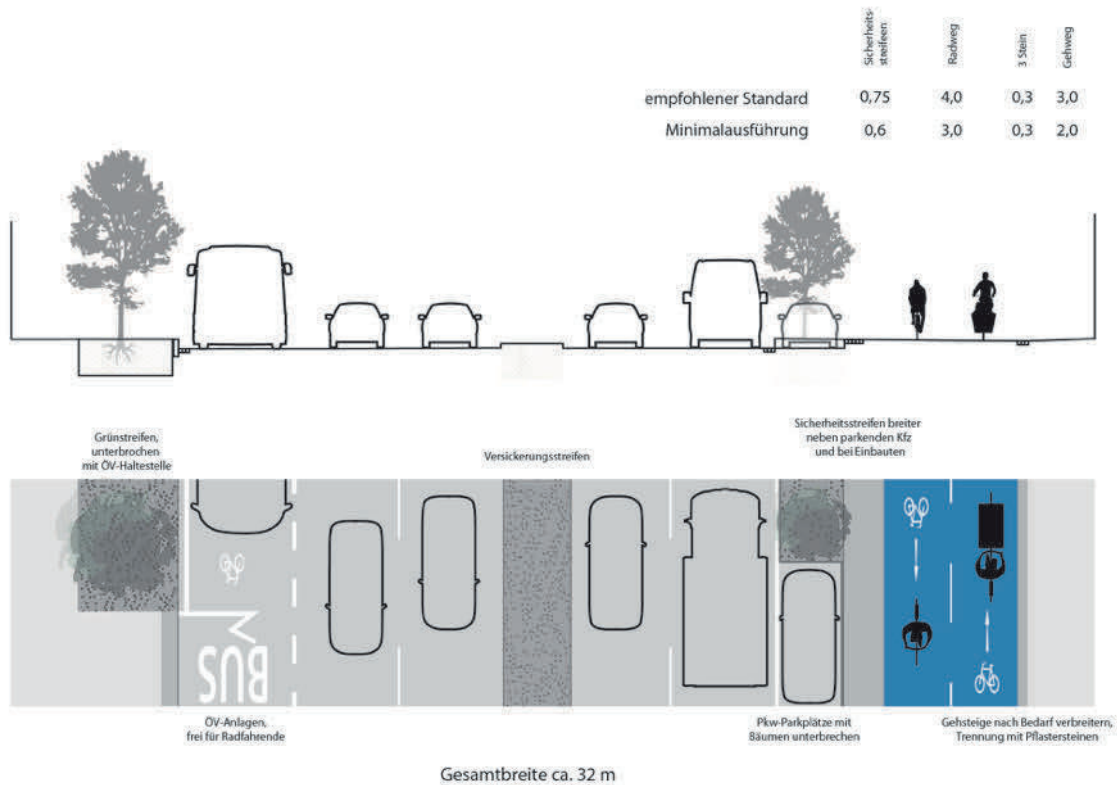 Sicherheits-
streifeen
Radweg
3 Stein
Gehweg
empfohlener Standard 0,75 4,0 0,3 3,0
Minimalausführung 0,6 3,0 0,3 2,0
Grünstreifen,
unterbrochen
mit ÖV-Haltestelle
Versickerungsstreifen
Sicherheitsstreifen breiter
neben parkenden Kfz
und bei Einbauten
BUS
ÖV-Anlagen,
frei für Radfahrende
Pkw-Parkplätze mit
Bäumen unterbrechen
Gehsteige nach Bedarf verbreitern,
Trennung mit Pflastersteinen
Gesamtbreite ca. 32 m